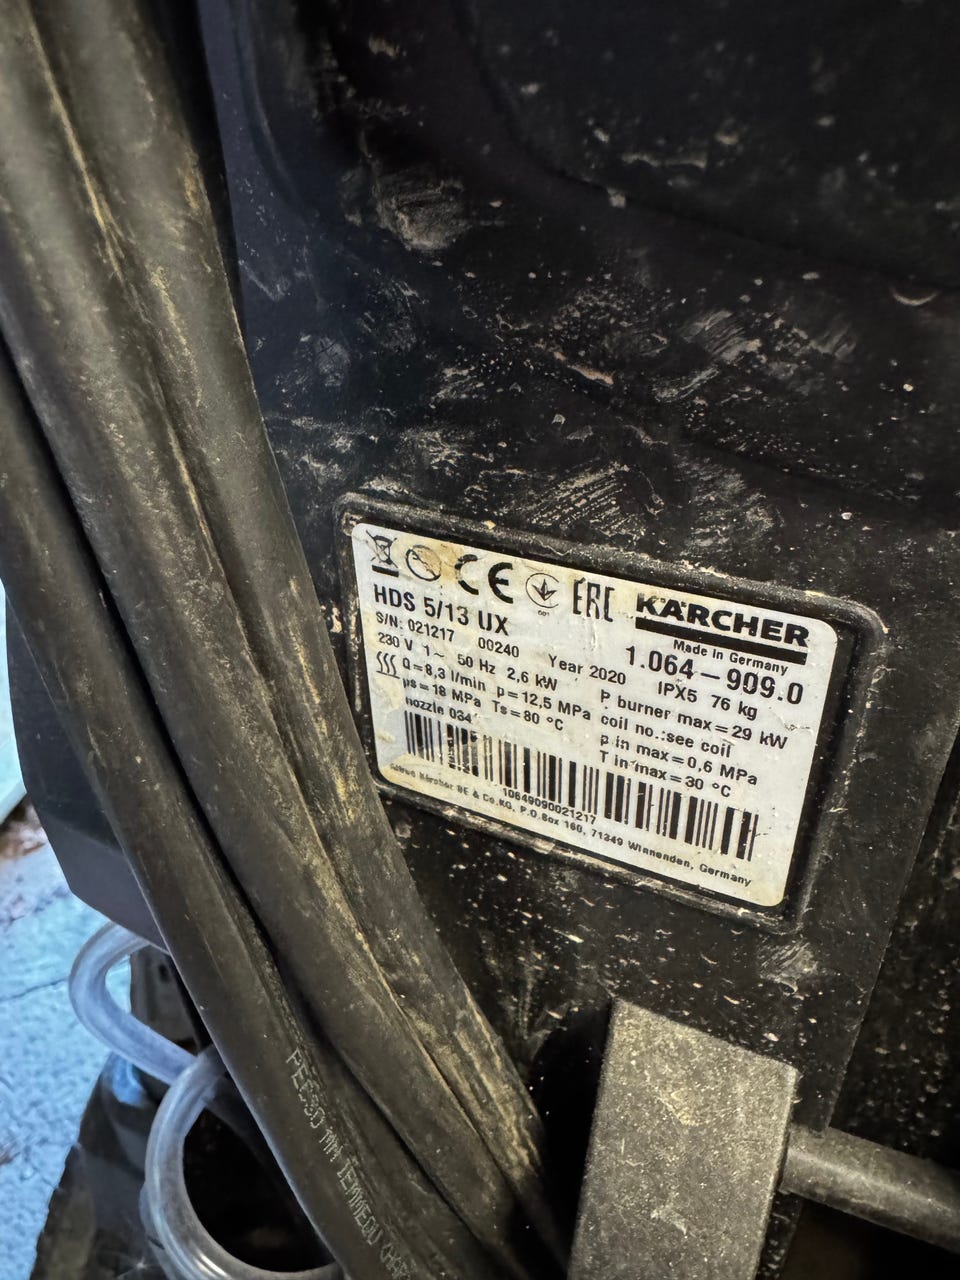 CE
001
EAC
KÄRCHER
HDS 5/13 UX
Made in Germany
S/N: 021217 00240
Year 2020
1.064-909.0
230 V 1~ 50 Hz 2,6 kW
IPX5 76 kg
Q=8,3 l/min p=12,5 MPa
P burner max=29 kW
ps=18 MPa Ts=80 °C
coil no.:see coil
nozzle 034
p in max=0,6 MPa
T in max=30 °C
10649090021217
Alfred Kärcher SE & Co.KG, P.O.Box 160, 71349 Winnenden, Germany